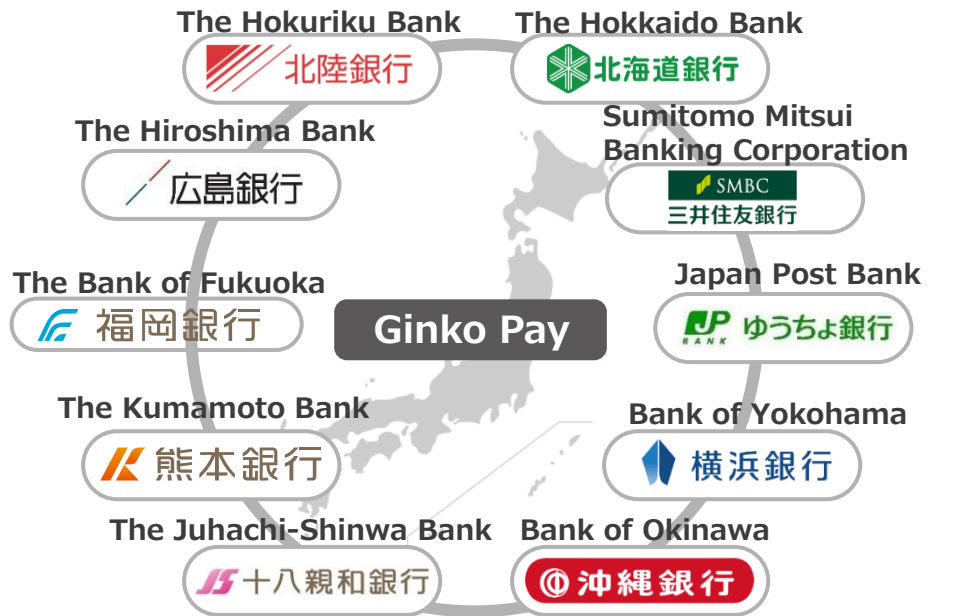 The Hokuriku Bank
北陸銀行
The Hokkaido Bank
北海道銀行
The Hiroshima Bank
広島銀行
Sumitomo Mitsui
Banking Corporation
SMBC
三井住友銀行
The Bank of Fukuoka
福岡銀行
Ginko Pay
Japan Post Bank
JP
BANK
ゆうちょ銀行
The Kumamoto Bank
熊本銀行
Bank of Yokohama
横浜銀行
The Juhachi-Shinwa Bank
十八親和銀行
Bank of Okinawa
沖縄銀行